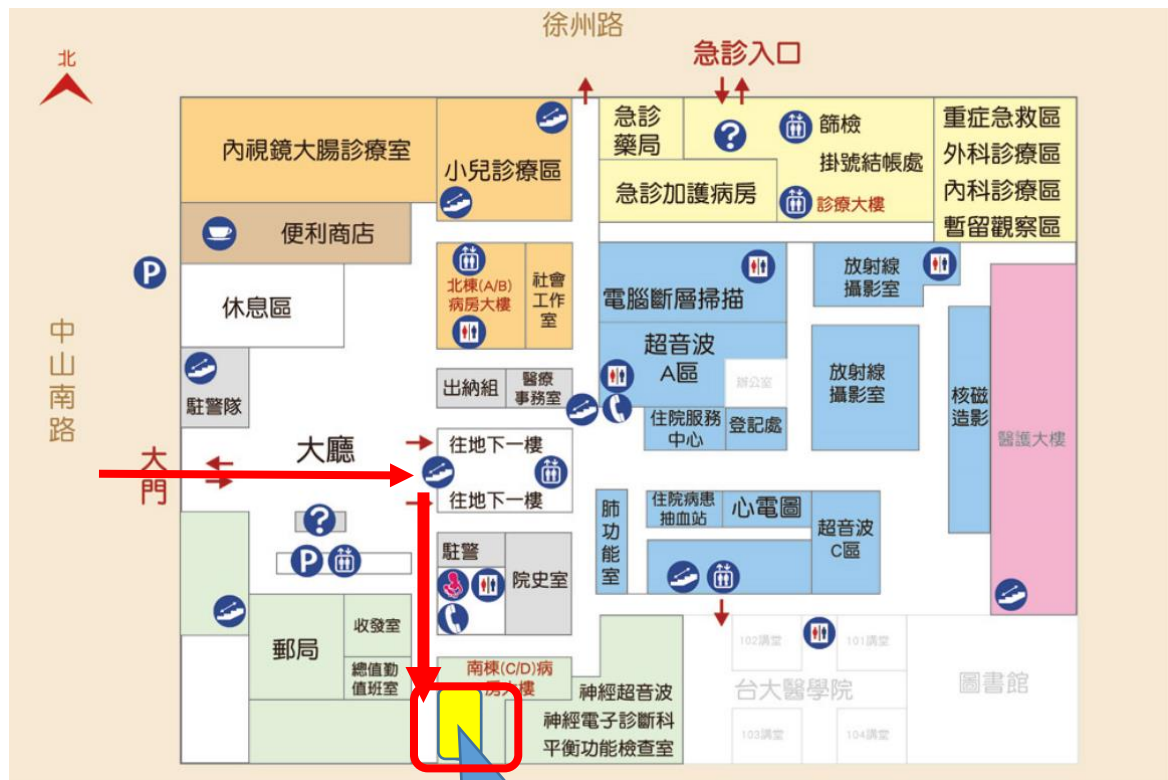 徐州路
北
急診入口
內視鏡大腸診療室
小兒診療區
急診
藥局
?
篩檢
掛號結帳處
急診加護病房
診療大樓
重症急救區
外科診療區
內科診療區
暫留觀察區
便利商店
P
休息區
北棟(A/B)
病房大樓
社會
工作
室
電腦斷層掃描
放射線
攝影室
超音波
A區
辦公室
放射線
攝影室
核磁
造影
醫護大樓
中山南路
駐警隊
出納組
醫療
事務室
住院服務
中心
登記處
大門
大廳
往地下一樓
往地下一樓
?
P
肺功能室
住院病患
抽血站
心電圖
超音波
C區
駐警
院史室
郵局
收發室
總值勤
值班室
南棟(C/D)病
房大樓
神經超音波
神經電子診斷科
平衡功能檢查室
102講堂
101講堂
台大醫學院
圖書館
103講堂
104講堂